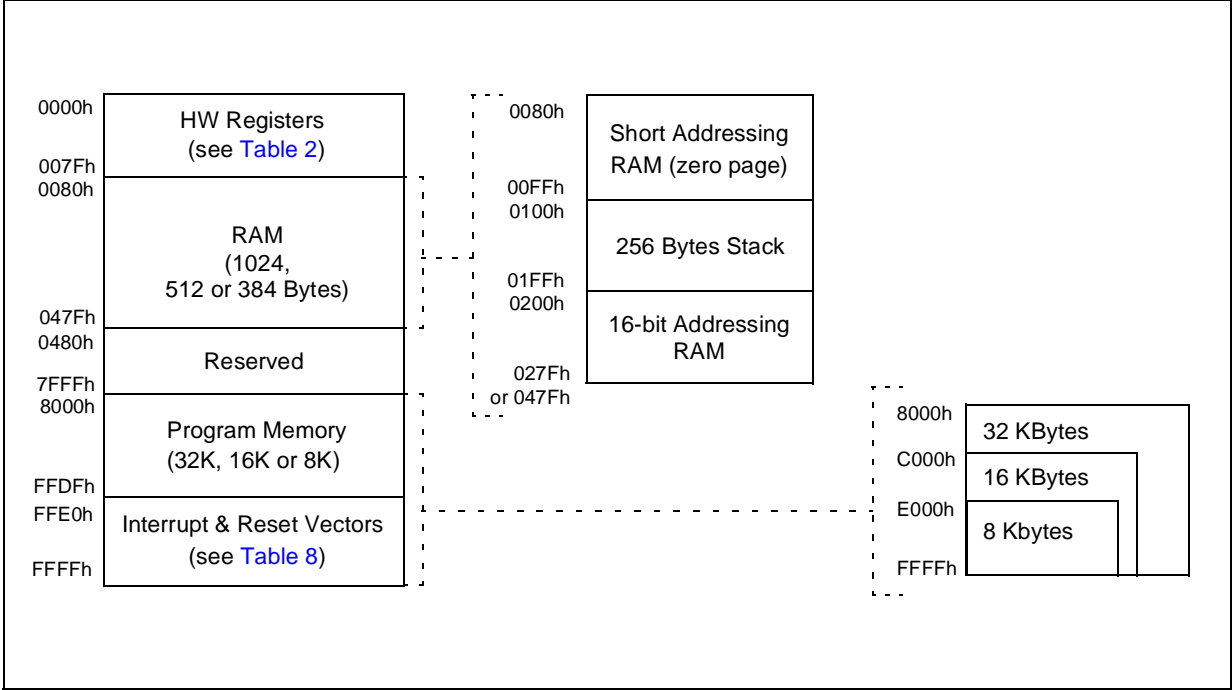 0000h
HW Registers
(see Table 2)
007Fh
0080h
RAM
(1024,
512 or 384 Bytes)
047Fh
0480h
Reserved
7FFFh
8000h
Program Memory
(32K, 16K or 8K)
FFDFh
FFE0h
Interrupt & Reset Vectors
(see Table 8)
FFFFh
0080h
Short Addressing
RAM (zero page)
00FFh
0100h
256 Bytes Stack
01FFh
0200h
16-bit Addressing
RAM
027Fh
or 047Fh
8000h
32 KBytes
C000h
16 KBytes
E000h
8 Kbytes
FFFFh